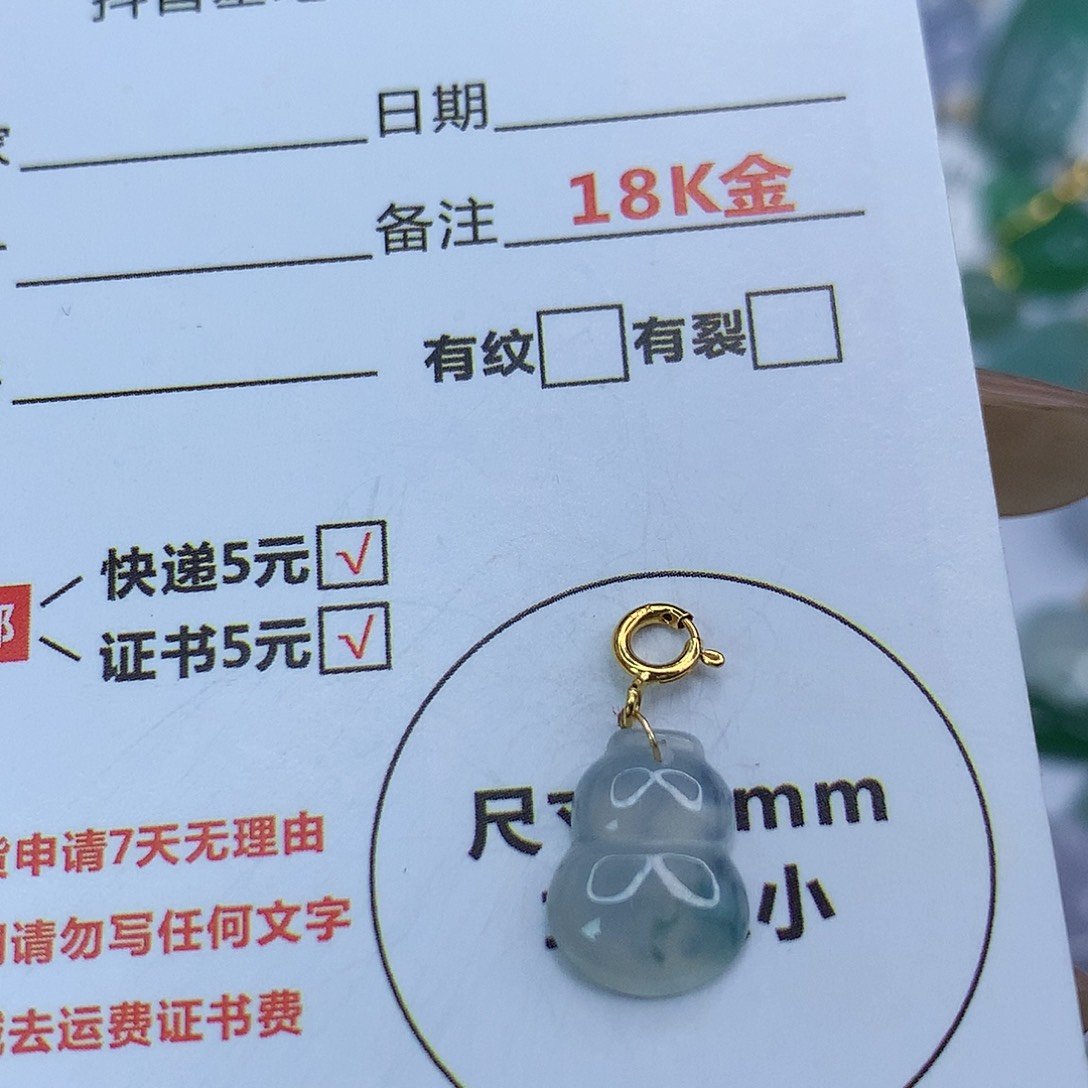 日期
备注 18K金
有纹 有裂
快递5元 √
证书5元 √
尺 mm
小
申请7天无理由
请勿写任何文字
去运费证书费